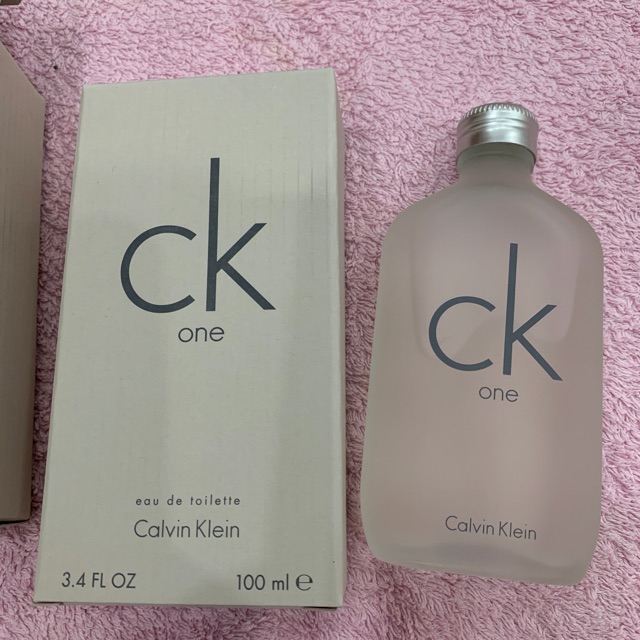 ck
one
eau de toilette
Calvin Klein
3.4 FL OZ 100 ml ℮
ck
one
Calvin Klein